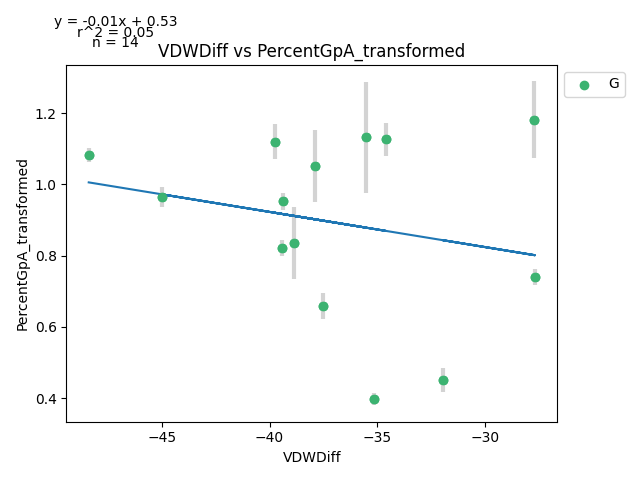 y = -0.01x + 0.53
r^2 = 0.05
n = 14
VDWDiff vs PercentGpA_transformed
G
PercentGpA_transformed
1.2
1.0
0.8
0.6
0.4
−45
−40
−35
−30
VDWDiff